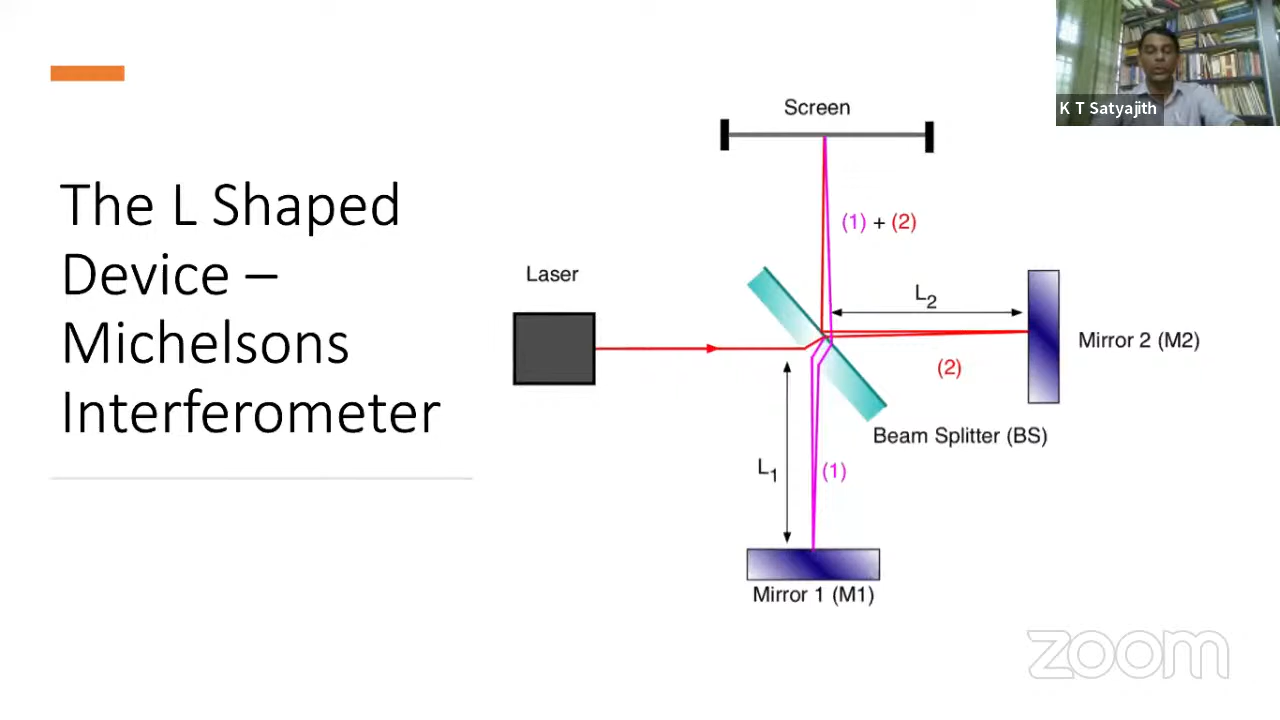 The L Shaped
Device –
Michelsons
Interferometer
Screen
(1) + (2)
Laser
L2
Mirror 2 (M2)
(2)
Beam Splitter (BS)
L1
(1)
Mirror 1 (M1)
K T Satyajith
zoom